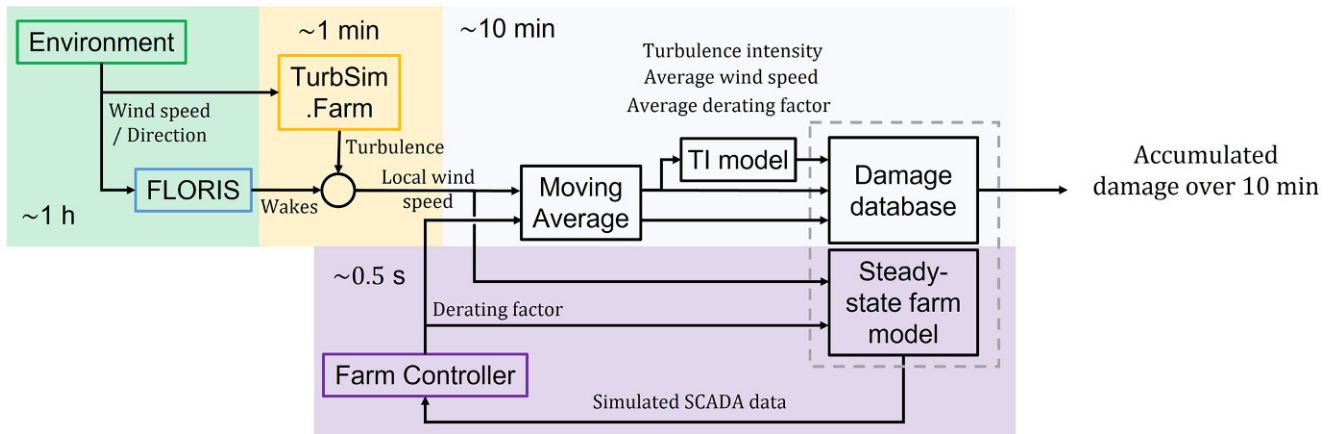 Environment
~1 min
~10 min
TurbSim
.Farm
Turbulence intensity
Average wind speed
Average derating factor
Wind speed
/ Direction
Turbulence
TI model
FLORIS
Wakes
Local wind
speed
Moving
Average
Damage
database
Accumulated
damage over 10 min
~1 h
~0.5 s
Steady-
state farm
model
Derating factor
Farm Controller
Simulated SCADA data